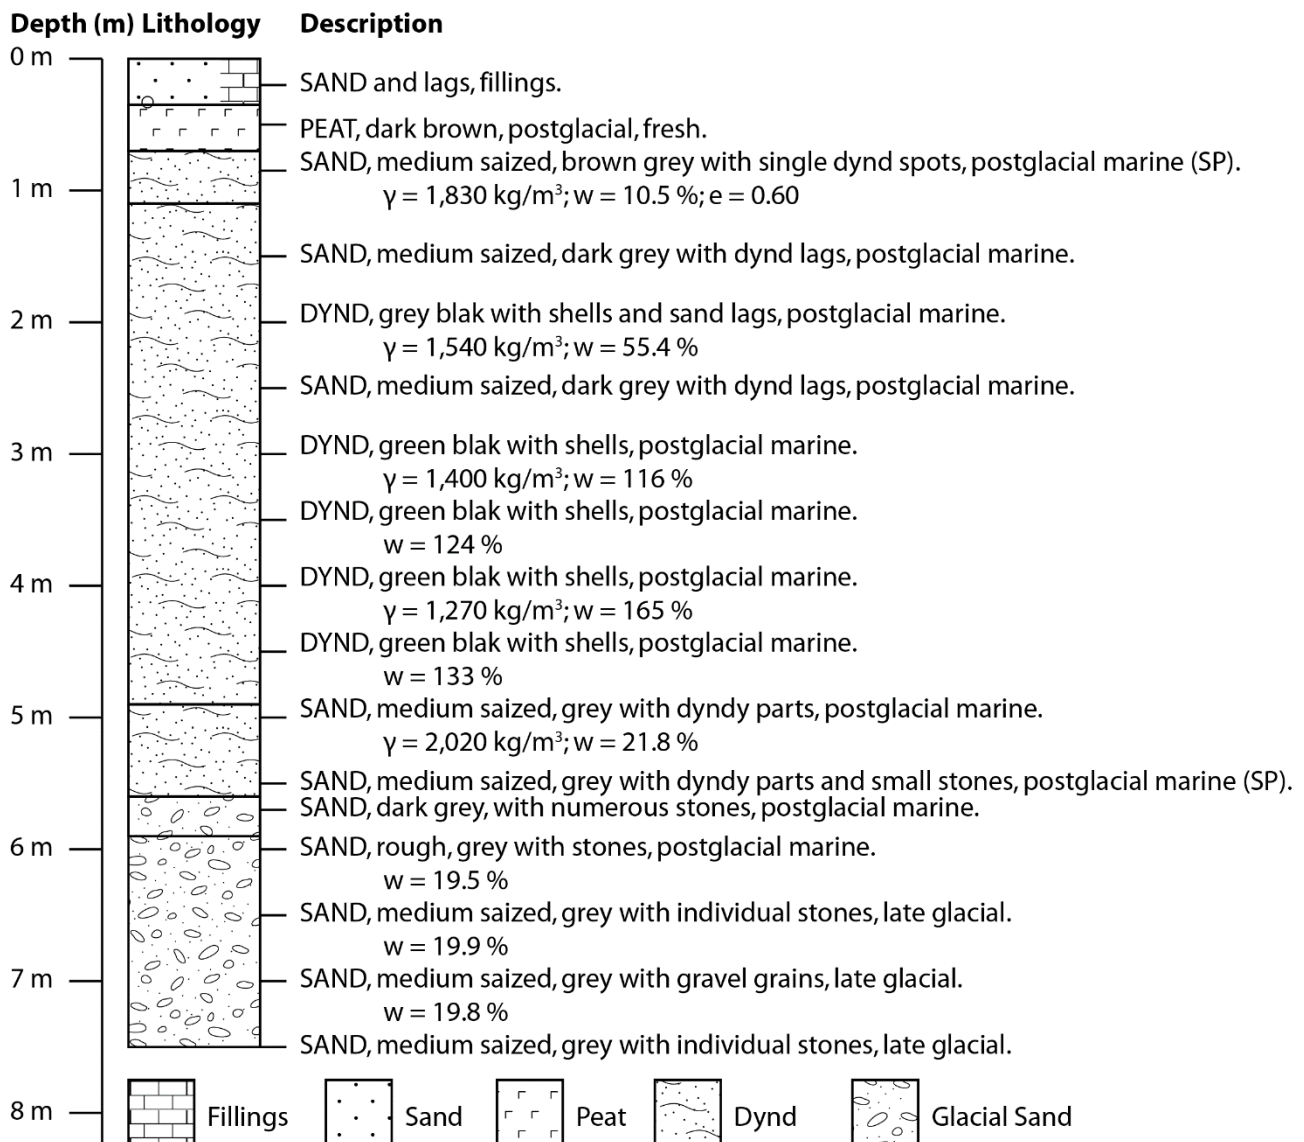 Depth (m) Lithology Description
0 m
SAND and lags, fillings.
PEAT, dark brown, postglacial, fresh.
SAND, medium saized, brown grey with single dynd spots, postglacial marine (SP).
1 m
γ = 1,830 kg/m³; w = 10.5 %; e = 0.60
SAND, medium saized, dark grey with dynd lags, postglacial marine.
2 m
DYND, grey blak with shells and sand lags, postglacial marine.
γ = 1,540 kg/m³; w = 55.4 %
SAND, medium saized, dark grey with dynd lags, postglacial marine.
3 m
DYND, green blak with shells, postglacial marine.
γ = 1,400 kg/m³; w = 116 %
DYND, green blak with shells, postglacial marine.
w = 124 %
4 m
DYND, green blak with shells, postglacial marine.
γ = 1,270 kg/m³; w = 165 %
DYND, green blak with shells, postglacial marine.
w = 133 %
5 m
SAND, medium saized, grey with dyndy parts, postglacial marine.
γ = 2,020 kg/m³; w = 21.8 %
SAND, medium saized, grey with dyndy parts and small stones, postglacial marine (SP).
SAND, dark grey, with numerous stones, postglacial marine.
6 m
SAND, rough, grey with stones, postglacial marine.
w = 19.5 %
SAND, medium saized, grey with individual stones, late glacial.
w = 19.9 %
7 m
SAND, medium saized, grey with gravel grains, late glacial.
w = 19.8 %
SAND, medium saized, grey with individual stones, late glacial.
8 m
Fillings Sand Peat Dynd Glacial Sand